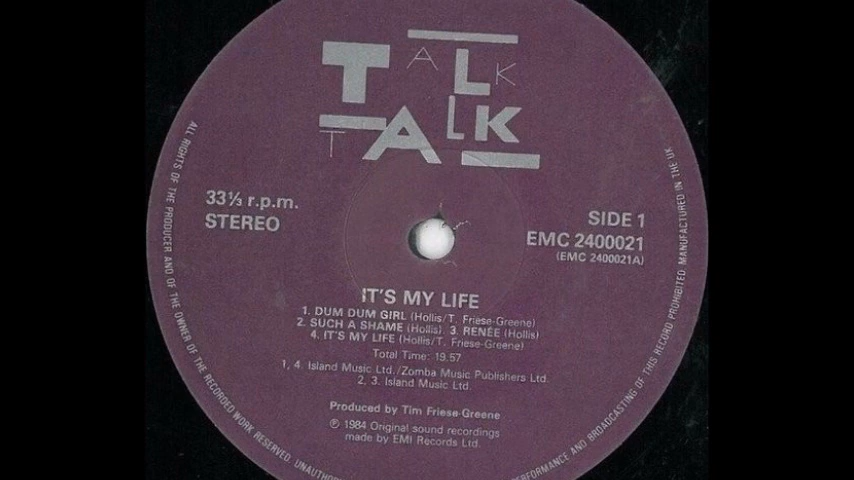 TALK
TALK
33⅓ r.p.m.
STEREO
SIDE 1
EMC 2400021
(EMC 2400021A)
IT'S MY LIFE
1. DUM DUM GIRL (Hollis/T. Friese-Greene)
2. SUCH A SHAME (Hollis). 3. RENÉE (Hollis)
4. IT'S MY LIFE (Hollis/T. Friese-Greene)
Total Time: 19.57
1, 4. Island Music Ltd./Zomba Music Publishers Ltd.
2, 3. Island Music Ltd.
Produced by Tim Friese-Greene
℗ 1984 Original sound recordings
made by EMI Records Ltd.
ALL RIGHTS OF THE PRODUCER AND OF THE OWNER OF THE RECORDED WORK RESERVED. UNAUTHOR
PERFORMANCE AND BROADCASTING OF THIS RECORD PROHIBITED MANUFACTURED IN THE UK